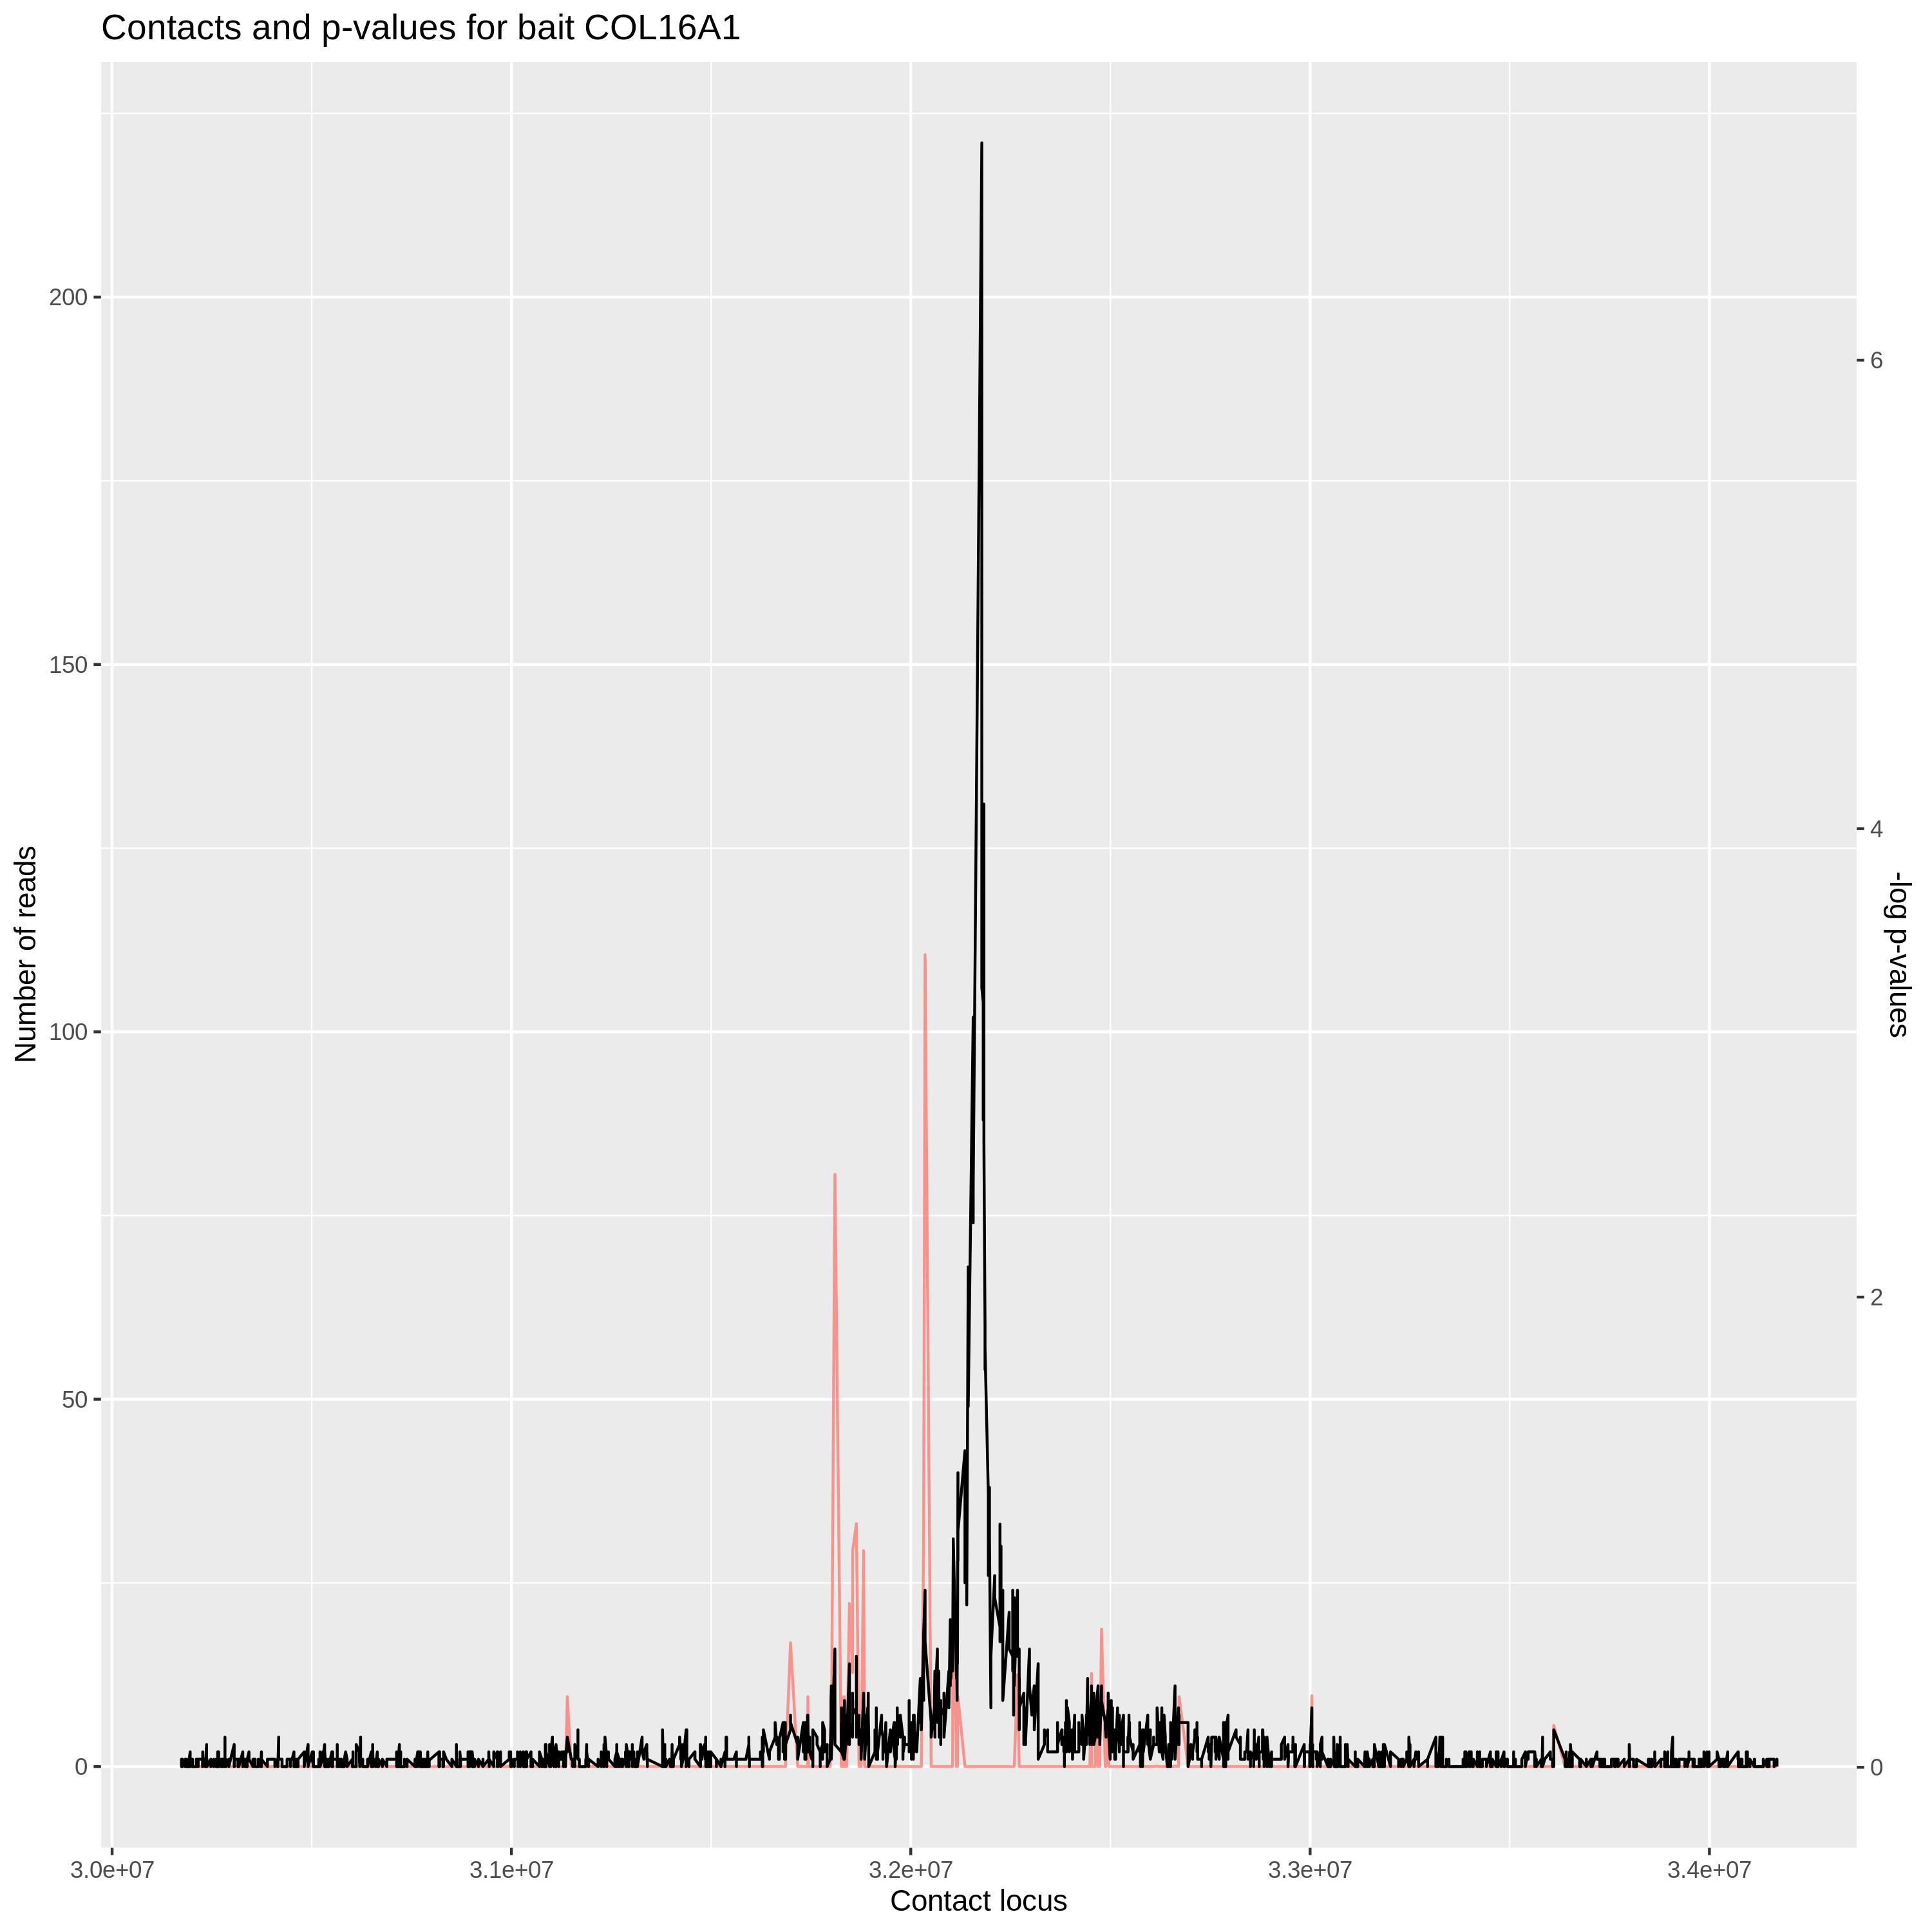 Contacts and p-values for bait COL16A1
Number of reads
200
150
100
50
0
6
4
2
0
-log p-values
3.0e+07
3.1e+07
3.2e+07
3.3e+07
3.4e+07
Contact locus